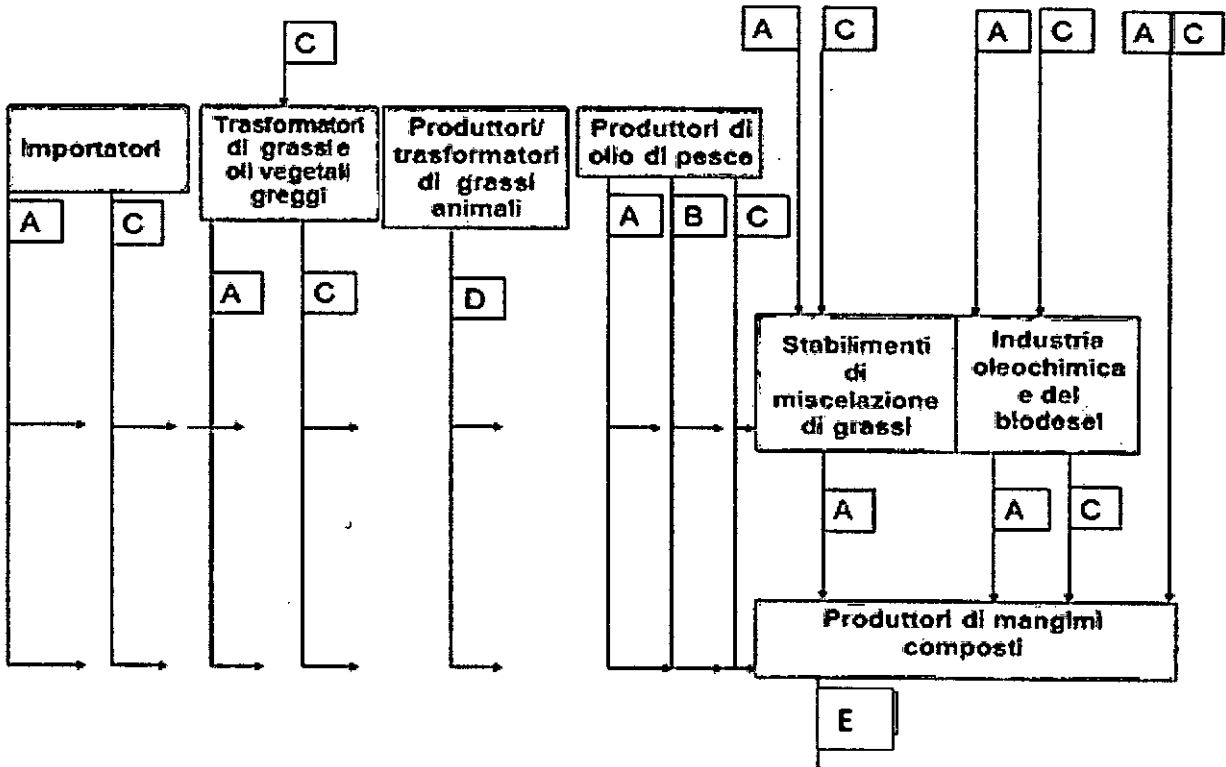 A C A C A C
C
Importatori
Trasformatori
di grassi e
oli vegetali
greggi
Produttori/
trasformatori
di grassi
animali
Produttori di
olio di pesce
A C
A B C
A C
D
Stabilimenti
di
miscelazione
di grassi
Industria
oleochimica
e del
biodesel
A A C
Produttori di mangimi
composti
E